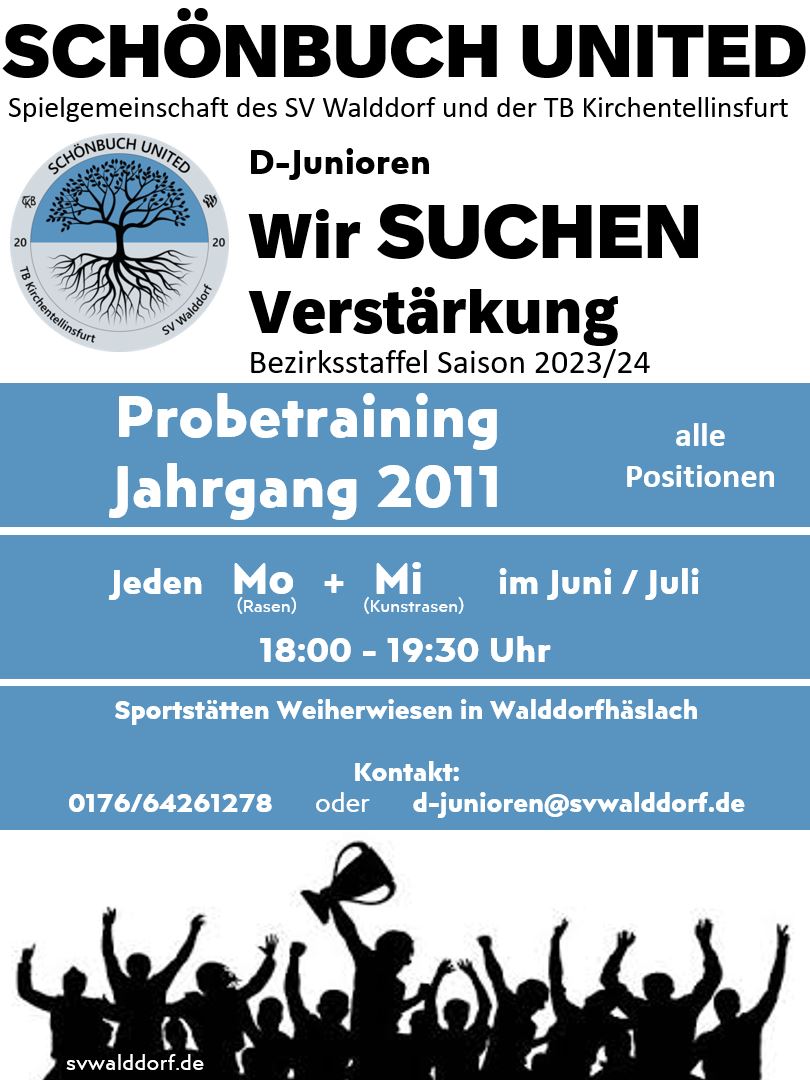 SCHÖNBUCH UNITED
Spielgemeinschaft des SV Walddorf und der TB Kirchentellinsfurt
SCHÖNBUCH UNITED
20 20
TB Kirchentellinsfurt
SV Walddorf
D-Junioren
Wir SUCHEN
Verstärkung
Bezirksstaffel Saison 2023/24
Probetraining
Jahrgang 2011
alle
Positionen
Jeden Mo + Mi im Juni / Juli
(Rasen) (Kunstrasen)
18:00 - 19:30 Uhr
Sportstätten Weiherwiesen in Walddorfhäslach
Kontakt:
0176/64261278 oder d-junioren@svwalddorf.de
svwalddorf.de